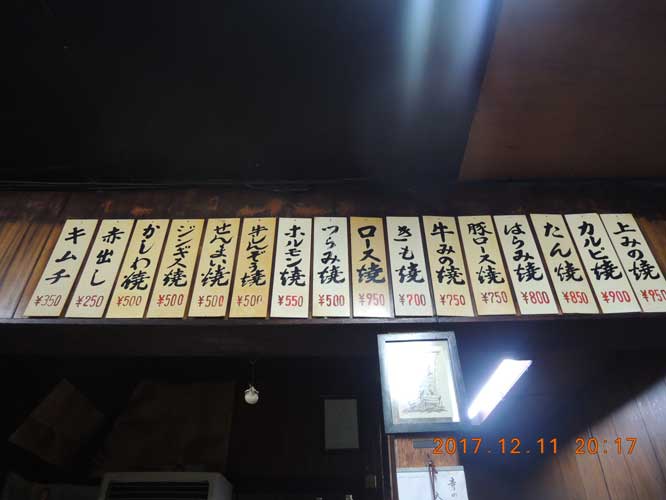 キムチ
¥350
赤出し
¥250
かしわ焼
¥500
ジンギス焼
¥500
せんまい焼
¥500
¥500
ホルモン焼
¥550
つらみ焼
¥500
ロース焼
¥950
きも焼
¥700
牛みの焼
¥750
豚ロース焼
¥750
はらみ焼
¥800
たん焼
¥850
カルビ焼
¥900
上みの焼
¥950
2017.12.11 20:17